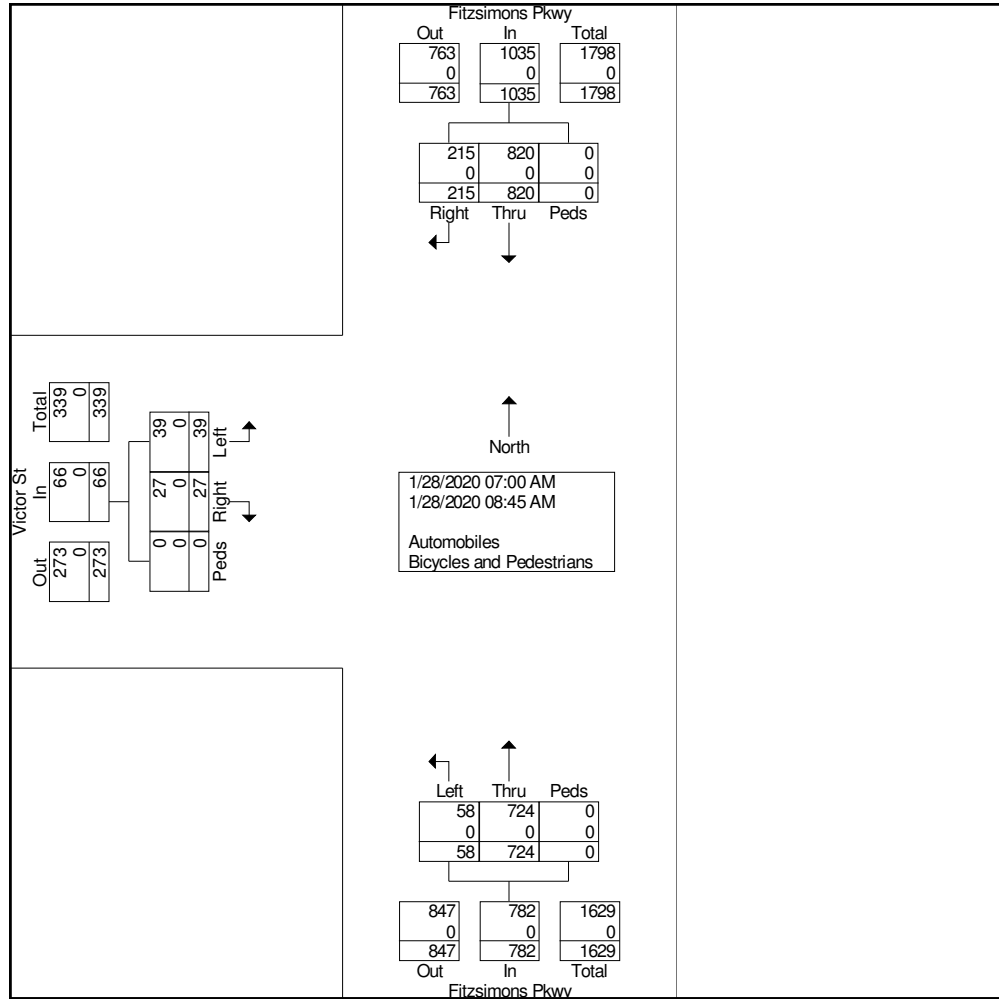 Fitzsimons Pkwy
Out In Total
763 1035 1798
0 0 0
763 1035 1798
215 820 0
0 0 0
215 820 0
Right Thru Peds
Victor St
Total
339
0
339
In
66
0
66
Out
273
0
273
39
0
39
Left
27
0
27
Right
0
0
0
Peds
North
1/28/2020 07:00 AM
1/28/2020 08:45 AM
Automobiles
Bicycles and Pedestrians
Left Thru Peds
58 724 0
0 0 0
58 724 0
847 782 1629
0 0 0
847 782 1629
Out In Total
Fitzsimons Pkwy